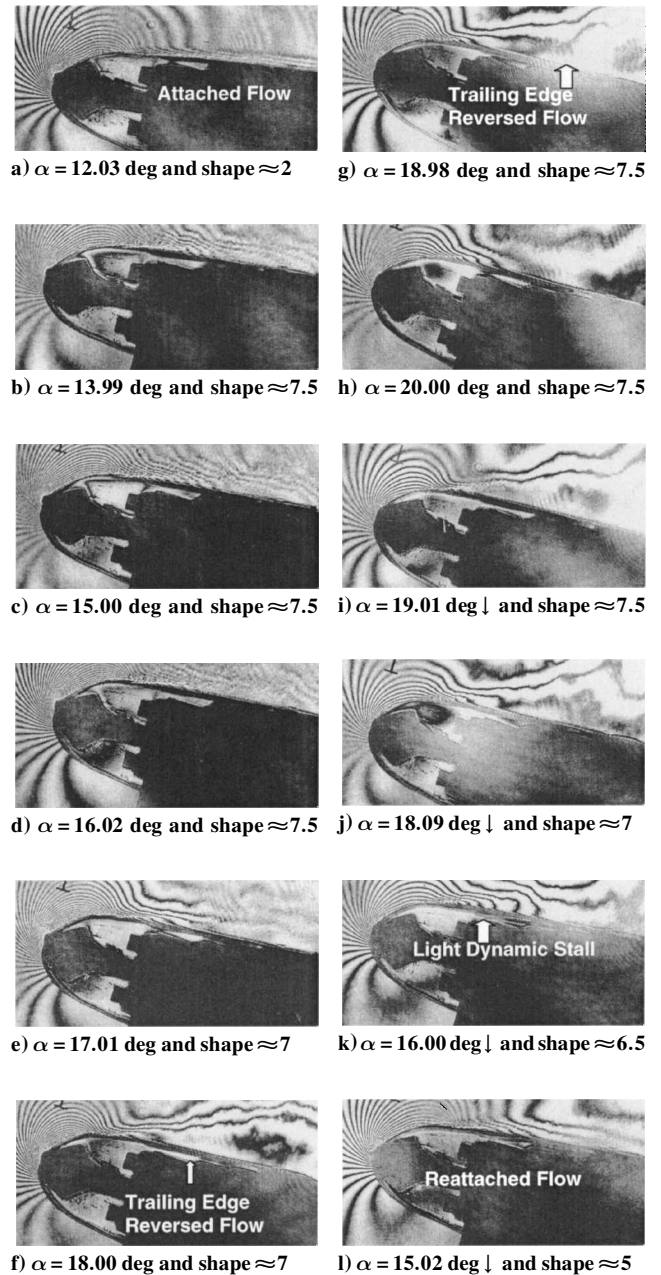 Attached Flow
a) α = 12.03 deg and shape ≈2
b) α = 13.99 deg and shape ≈7.5
c) α = 15.00 deg and shape ≈7.5
d) α = 16.02 deg and shape ≈7.5
e) α = 17.01 deg and shape ≈7
Trailing Edge
Reversed Flow
f) α = 18.00 deg and shape ≈7
Trailing Edge
Reversed Flow
g) α = 18.98 deg and shape ≈7.5
h) α = 20.00 deg and shape ≈7.5
i) α = 19.01 deg ↓ and shape ≈7.5
j) α = 18.09 deg ↓ and shape ≈7
Light Dynamic Stall
k) α = 16.00 deg ↓ and shape ≈6.5
Reattached Flow
l) α = 15.02 deg ↓ and shape ≈5